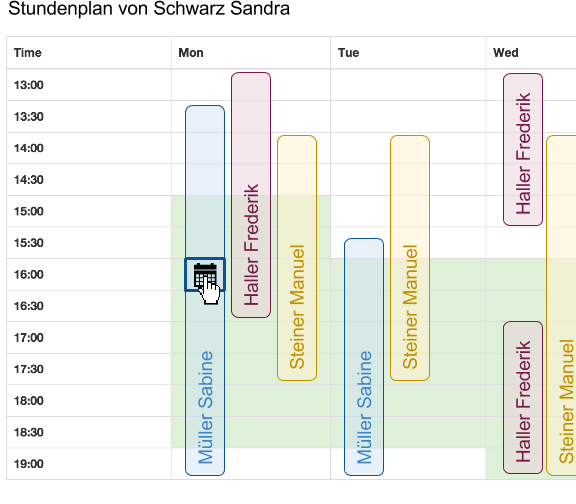 Stundenplan von Schwarz Sandra
Time Mon Tue Wed
13:00
13:30
14:00
14:30
15:00
15:30
16:00
16:30
17:00
17:30
18:00
18:30
19:00
Müller Sabine
Haller Frederik
Steiner Manuel
Müller Sabine
Steiner Manuel
Haller Frederik
Haller Frederik
Steiner Manuel